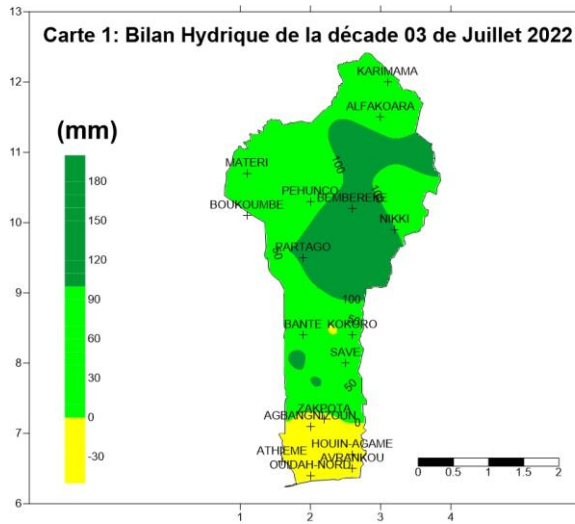 Carte 1: Bilan Hydrique de la décade 03 de Juillet 2022
13
12
11
10
9
8
7
6
1 2 3 4
(mm)
180
150
120
90
60
30
0
-30
KARIMAMA
ALFAKOARA
100
MATERI
100
PEHUNCO
BEMBEREKE
BOUKOUMBE
NIKKI
PARTAGO
50
100
50
BANTE KOKORO
SAVE
50
ZAKPOTA
0
AGBANGNIZOUN
HOUIN-AGAME
ATHIEME
AVRANKOU
OUIDAH-NORD
0 0.5 1 1.5 2